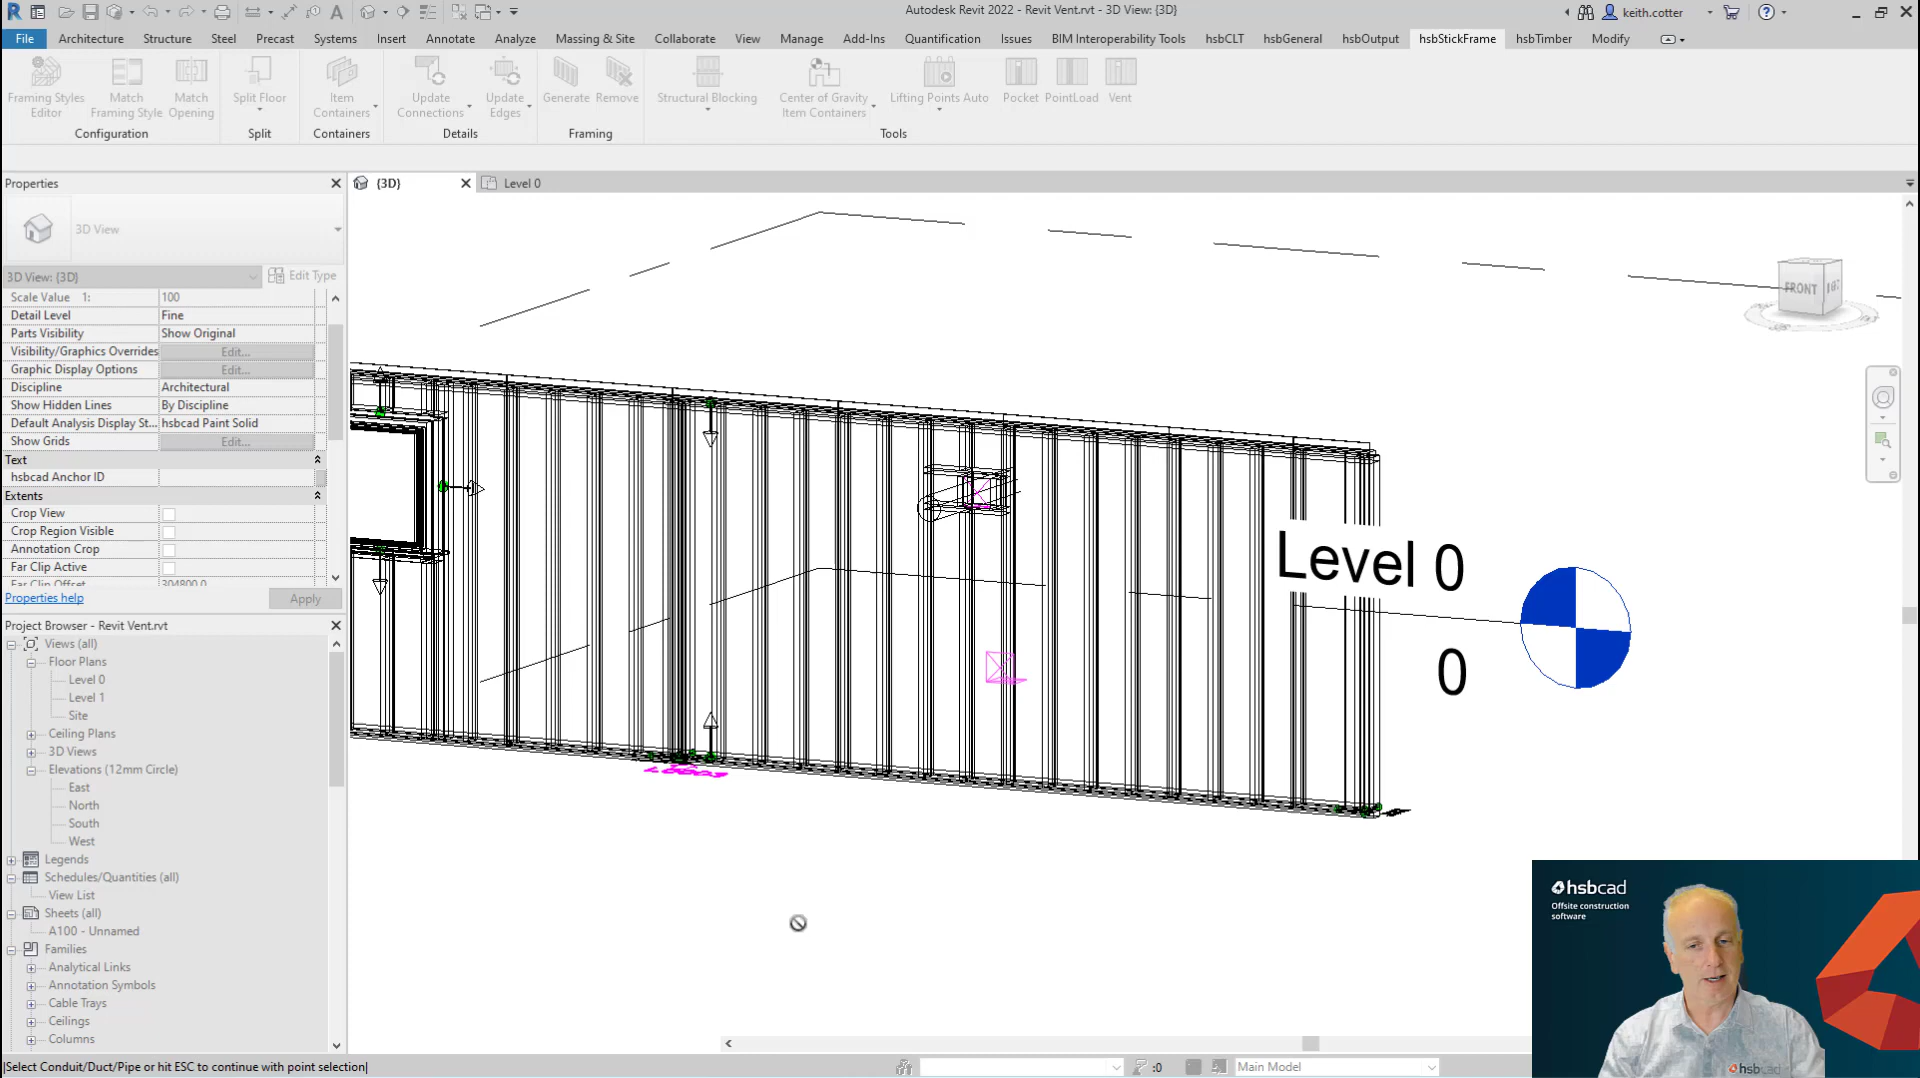 Autodesk Revit 2022 - Revit Vent.rvt - 3D View: {3D}
keith.cotter
File Architecture Structure Steel Precast Systems Insert Annotate Analyze Massing & Site Collaborate View Manage Add-Ins Quantification Issues BIM Interoperability Tools hsbCLT hsbGeneral hsbOutput hsbStickFrame hsbTimber Modify
Framing Styles Editor
Match Framing Style
Match Opening
Split Floor
Item Containers
Update Connections
Update Edges
Generate
Remove
Structural Blocking
Center of Gravity Item Containers
Lifting Points Auto
Pocket
PointLoad
Vent
Configuration Split Containers Details Framing Tools
Properties
{3D}
Level 0
3D View
3D View: {3D}
Edit Type
Scale Value 1: 100
Detail Level Fine
Parts Visibility Show Original
Visibility/Graphics Overrides Edit...
Graphic Display Options Edit...
Discipline Architectural
Show Hidden Lines By Discipline
Default Analysis Display St... hsbcad Paint Solid
Show Grids Edit...
Text
hsbcad Anchor ID
Extents
Crop View
Crop Region Visible
Annotation Crop
Far Clip Active
Far Clip Offset 304800.0
Properties help
Apply
Project Browser - Revit Vent.rvt
Views (all)
Floor Plans
Level 0
Level 1
Site
Ceiling Plans
3D Views
Elevations (12mm Circle)
East
North
South
West
Legends
Schedules/Quantities (all)
View List
Sheets (all)
A100 - Unnamed
Families
Analytical Links
Annotation Symbols
Cable Trays
Ceilings
Columns
FRONT
Level 0
0
hsbcad
Offsite construction
software
hsbcad
Select Conduit/Duct/Pipe or hit ESC to continue with point selection
:0
Main Model